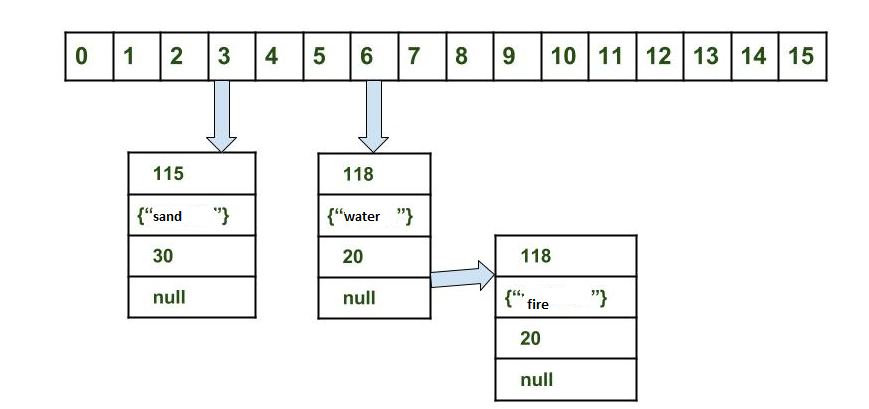 0 1 2 3 4 5 6 7 8 9 10 11 12 13 14 15
115
{“sand ”}
30
null
118
{“water ”}
20
null
118
{“’fire ”}
20
null